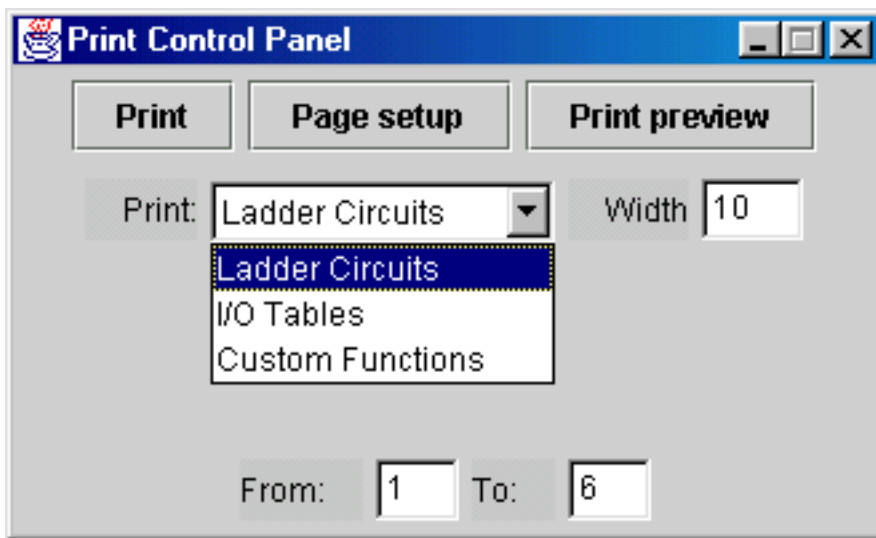 Print Control Panel
Print Page setup Print preview
Print: Ladder Circuits Width 10
Ladder Circuits
I/O Tables
Custom Functions
From: 1 To: 6